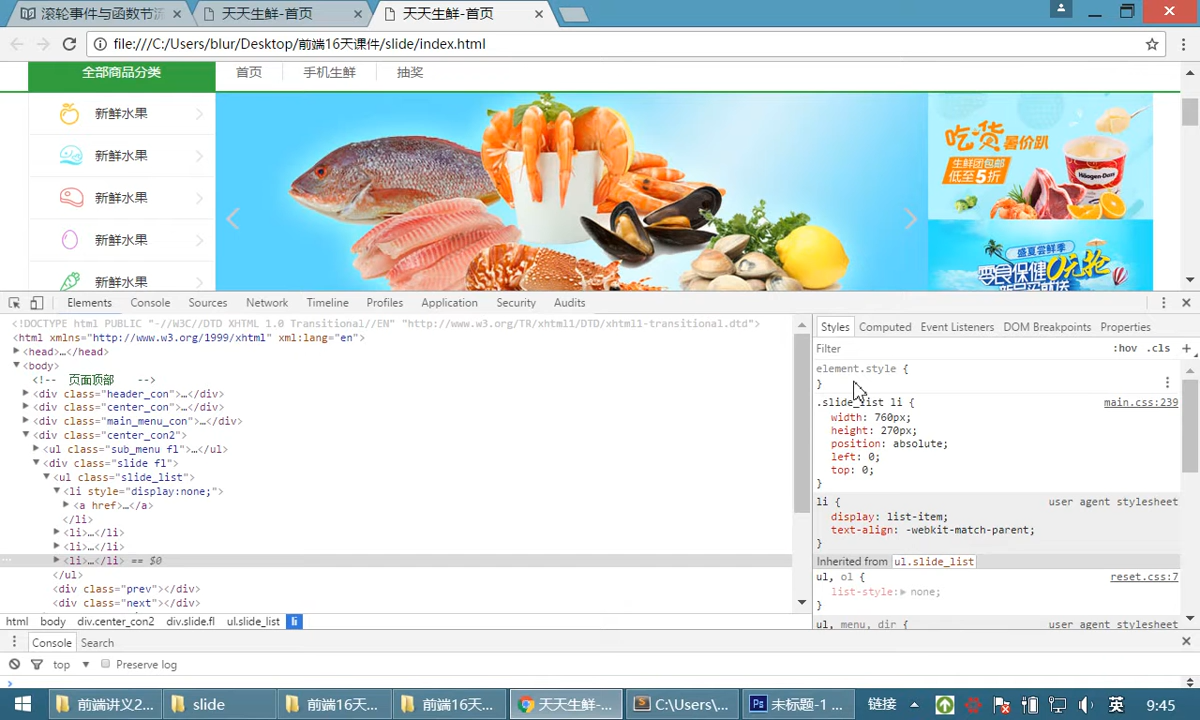 滚轮事件与函数节流
天天生鲜-首页
天天生鲜-首页
file:///C:/Users/blur/Desktop/前端16天课件/slide/index.html
全部商品分类
首页
手机生鲜
抽奖
新鲜水果
新鲜水果
新鲜水果
新鲜水果
新鲜水果
吃货暑价趴
生鲜团包邮
低至5折
Häagen-Dazs
盛夏尝鲜季
零食保健0元抢
Elements Console Sources Network Timeline Profiles Application Security Audits
<!DOCTYPE html PUBLIC "-//W3C//DTD XHTML 1.0 Transitional//EN" "http://www.w3.org/TR/xhtml1/DTD/xhtml1-transitional.dtd">
<html xmlns="http://www.w3.org/1999/xhtml" xml:lang="en">
<head>…</head>
<body>
<!-- 页面顶部 -->
<div class="header_con">…</div>
<div class="center_con">…</div>
<div class="main_menu_con">…</div>
<div class="center_con2">
<ul class="sub_menu fl">…</ul>
<div class="slide fl">
<ul class="slide_list">
<li style="display:none;">
<a href>…</a>
</li>
<li>…</li>
<li>…</li>
<li>…</li> == $0
</ul>
<div class="prev"></div>
<div class="next"></div>
html body div.center_con2 div.slide.fl ul.slide_list li
Styles Computed Event Listeners DOM Breakpoints Properties
Filter :hov .cls +
element.style {
}
.slide_list li { main.css:239
width: 760px;
height: 270px;
position: absolute;
left: 0;
top: 0;
}
li { user agent stylesheet
display: list-item;
text-align: -webkit-match-parent;
}
Inherited from ul.slide_list
ul, ol { reset.css:7
list-style: none;
}
ul, menu, dir { user agent stylesheet
Console Search
top Preserve log
前端讲义2...
slide
前端16天...
前端16天...
天天生鲜-...
C:\Users\...
未标题-1 ...
链接
英
9:45